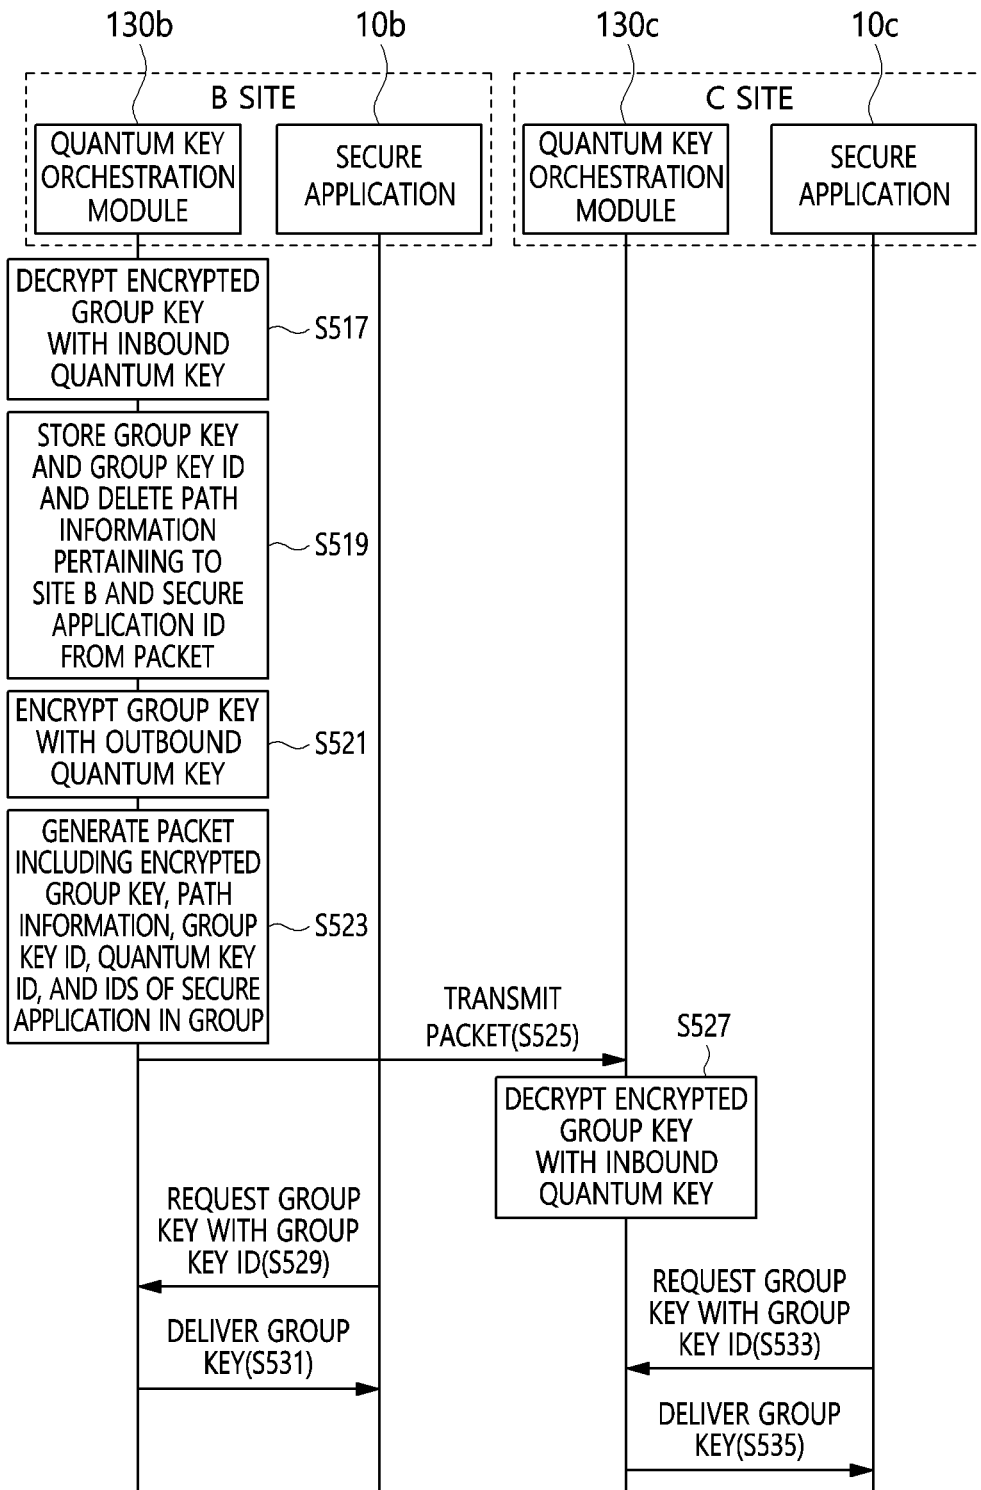 130b
10b
130c
10c
B SITE
C SITE
QUANTUM KEY
ORCHESTRATION
MODULE
SECURE
APPLICATION
QUANTUM KEY
ORCHESTRATION
MODULE
SECURE
APPLICATION
DECRYPT ENCRYPTED
GROUP KEY
WITH INBOUND
QUANTUM KEY
S517
STORE GROUP KEY
AND GROUP KEY ID
AND DELETE PATH
INFORMATION
PERTAINING TO
SITE B AND SECURE
APPLICATION ID
FROM PACKET
S519
ENCRYPT GROUP KEY
WITH OUTBOUND
QUANTUM KEY
S521
GENERATE PACKET
INCLUDING ENCRYPTED
GROUP KEY, PATH
INFORMATION, GROUP
KEY ID, QUANTUM KEY
ID, AND IDS OF SECURE
APPLICATION IN GROUP
S523
TRANSMIT
PACKET(S525)
S527
DECRYPT ENCRYPTED
GROUP KEY
WITH INBOUND
QUANTUM KEY
REQUEST GROUP
KEY WITH GROUP
KEY ID(S529)
REQUEST GROUP
KEY WITH GROUP
KEY ID(S533)
DELIVER GROUP
KEY(S531)
DELIVER GROUP
KEY(S535)